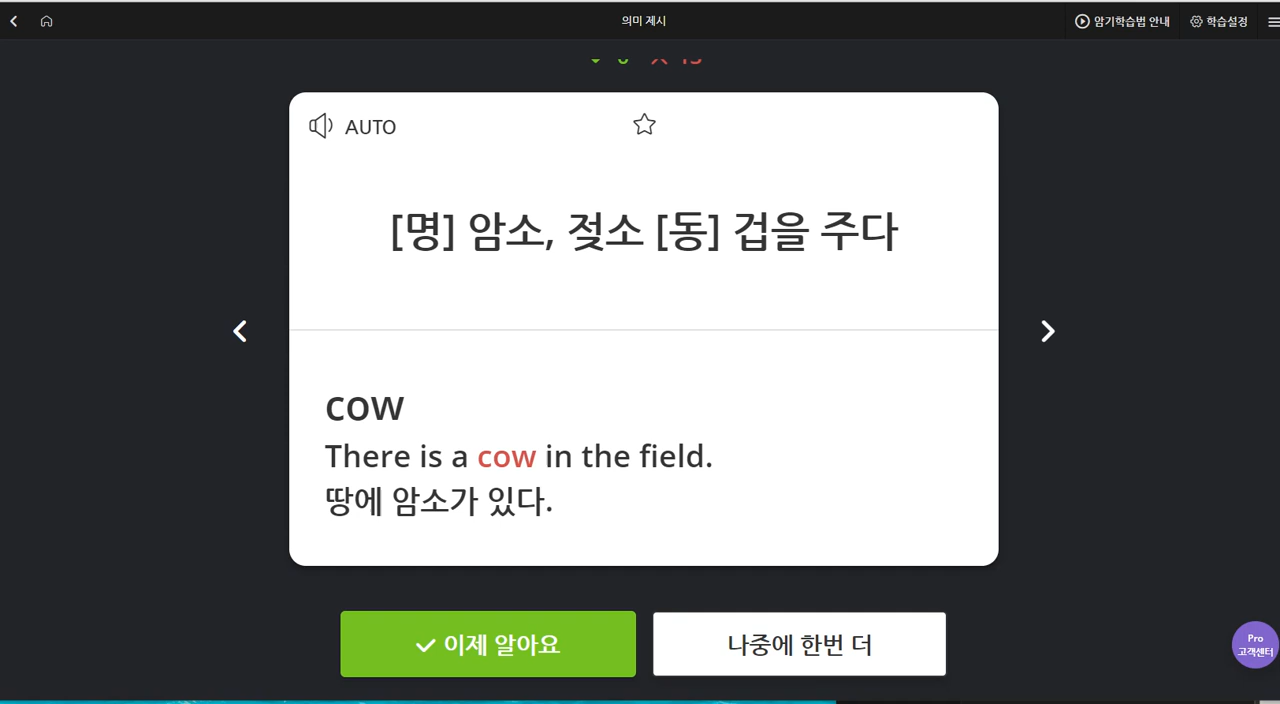 의미 제시
암기학습법 안내
학습설정
AUTO
[명] 암소, 젖소 [동] 겁을 주다
cow
There is a cow in the field.
땅에 암소가 있다.
이제 알아요
나중에 한번 더
Pro
고객센터